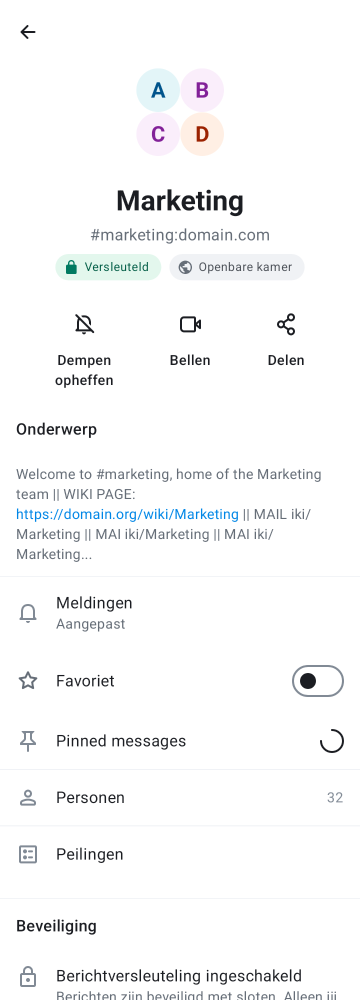 A B
C D
Marketing
#marketing:domain.com
Versleuteld Openbare kamer
Dempen opheffen Bellen Delen
Onderwerp
Welcome to #marketing, home of the Marketing
team || WIKI PAGE:
https://domain.org/wiki/Marketing || MAIL iki/
Marketing || MAI iki/Marketing || MAI iki/
Marketing...
Meldingen
Aangepast
Favoriet
Pinned messages
Personen 32
Peilingen
Beveiliging
Berichtversleuteling ingeschakeld
Berichten zijn beveiligd met sloten. Alleen jij